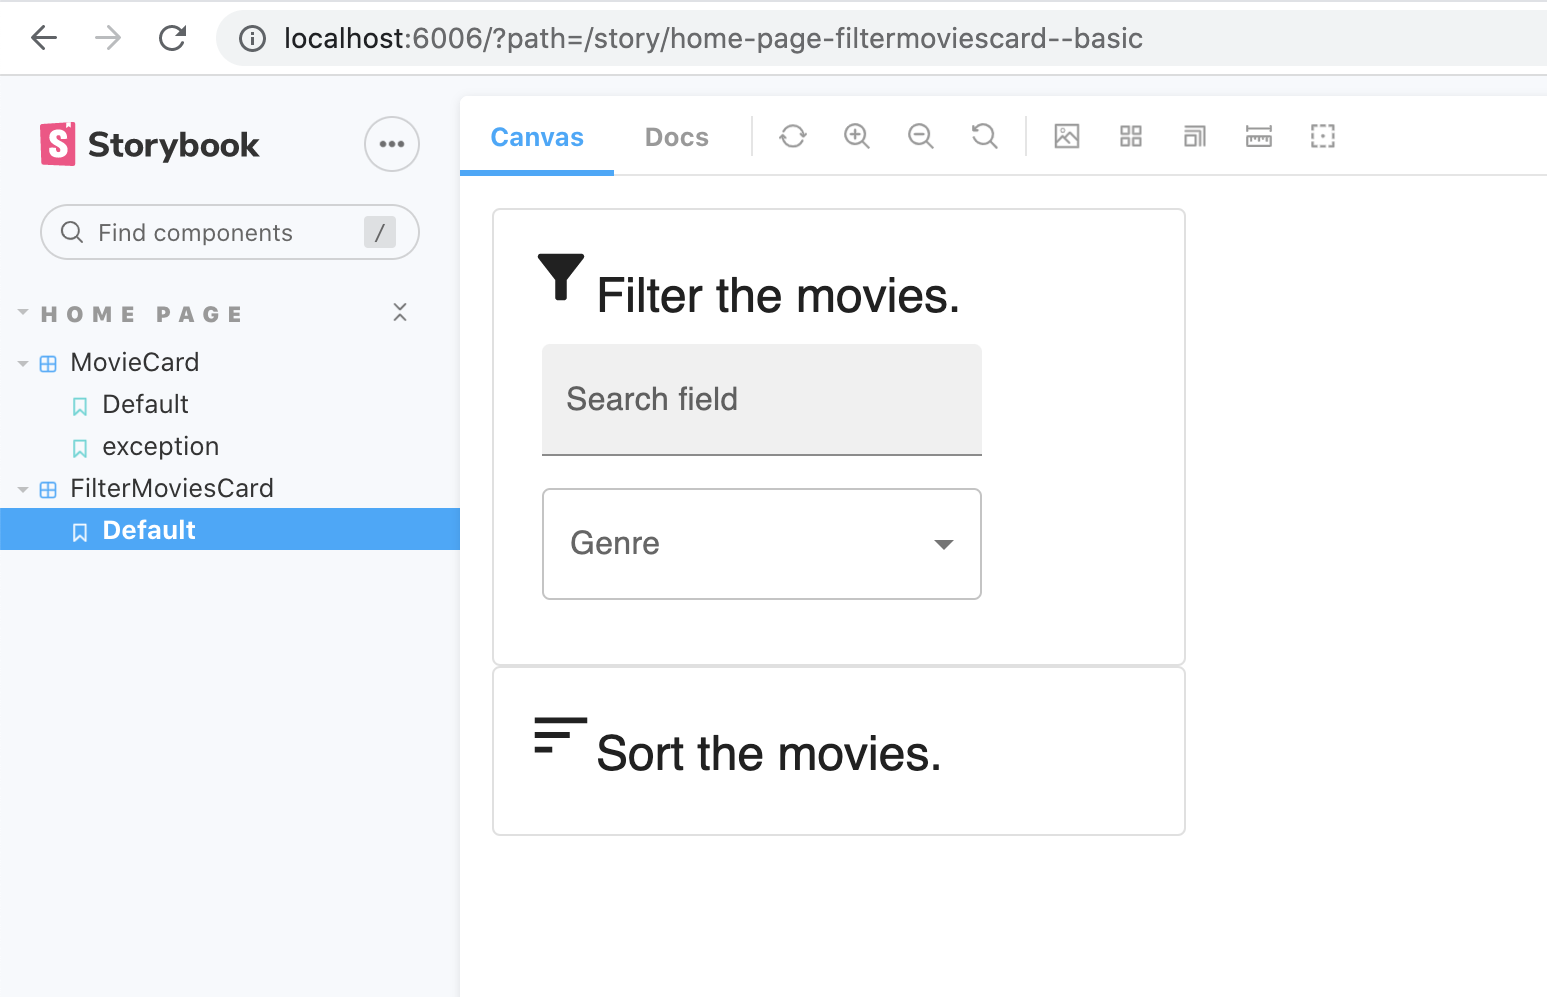 localhost:6006/?path=/story/home-page-filtermoviescard--basic
Storybook
Find components /
HOME PAGE
MovieCard
Default
exception
FilterMoviesCard
Default
Canvas Docs
Filter the movies.
Search field
Genre
Sort the movies.